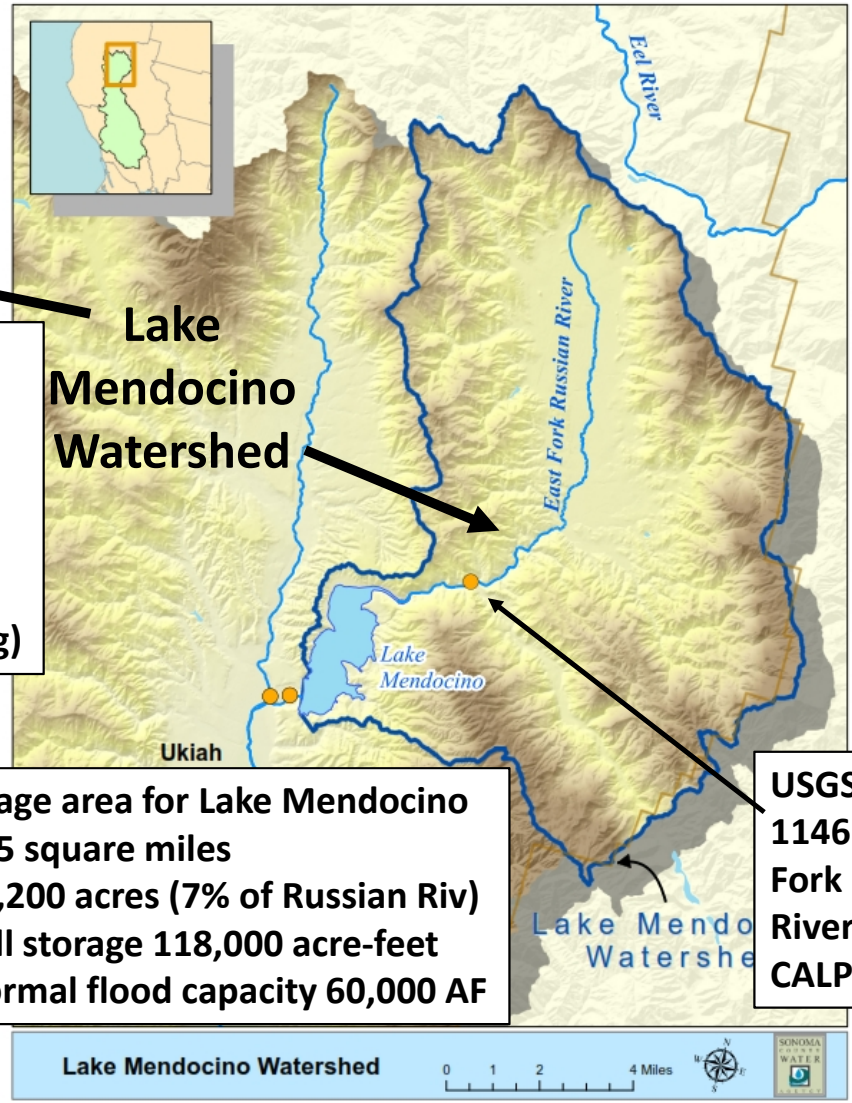 Eel River
Lake
Mendocino
Watershed
East Fork Russian River
g)
Lake
Mendocino
Ukiah
age area for Lake Mendocino
5 square miles
,200 acres (7% of Russian Riv)
ll storage 118,000 acre-feet
ormal flood capacity 60,000 AF
USGS
1146
Fork
River
CALP
Lake Mendo
Watershe
Lake Mendocino Watershed
0 1 2 4 Miles
N
W E
S
SONOMA
COUNTY
WATER
AGENCY